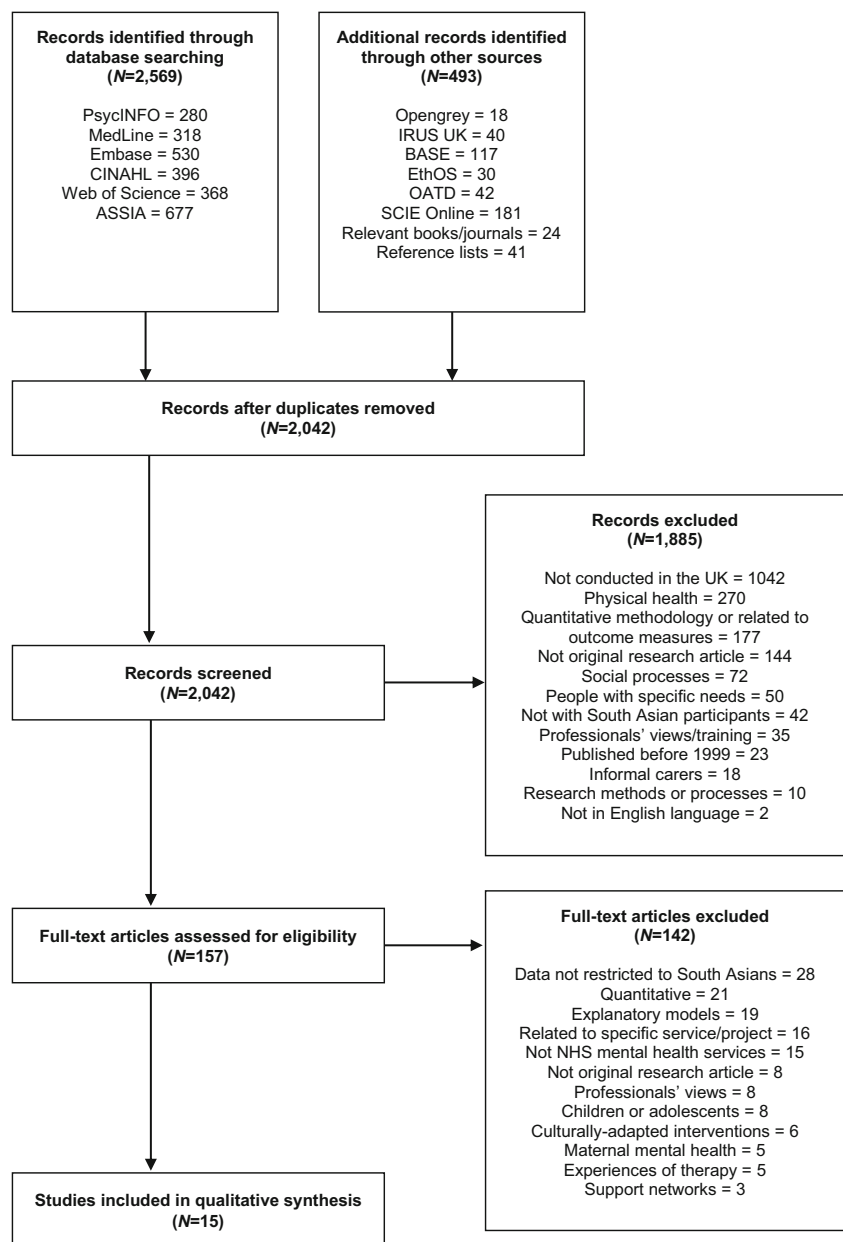 Records identified through
database searching
(N=2,569)
PsycINFO = 280
MedLine = 318
Embase = 530
CINAHL = 396
Web of Science = 368
ASSIA = 677
Additional records identified
through other sources
(N=493)
Opengrey = 18
IRUS UK = 40
BASE = 117
EthOS = 30
OATD = 42
SCIE Online = 181
Relevant books/journals = 24
Reference lists = 41
Records after duplicates removed
(N=2,042)
Records screened
(N=2,042)
Records excluded
(N=1,885)
Not conducted in the UK = 1042
Physical health = 270
Quantitative methodology or related to
outcome measures = 177
Not original research article = 144
Social processes = 72
People with specific needs = 50
Not with South Asian participants = 42
Professionals’ views/training = 35
Published before 1999 = 23
Informal carers = 18
Research methods or processes = 10
Not in English language = 2
Full-text articles assessed for eligibility
(N=157)
Full-text articles excluded
(N=142)
Data not restricted to South Asians = 28
Quantitative = 21
Explanatory models = 19
Related to specific service/project = 16
Not NHS mental health services = 15
Not original research article = 8
Professionals’ views = 8
Children or adolescents = 8
Culturally-adapted interventions = 6
Maternal mental health = 5
Experiences of therapy = 5
Support networks = 3
Studies included in qualitative synthesis
(N=15)